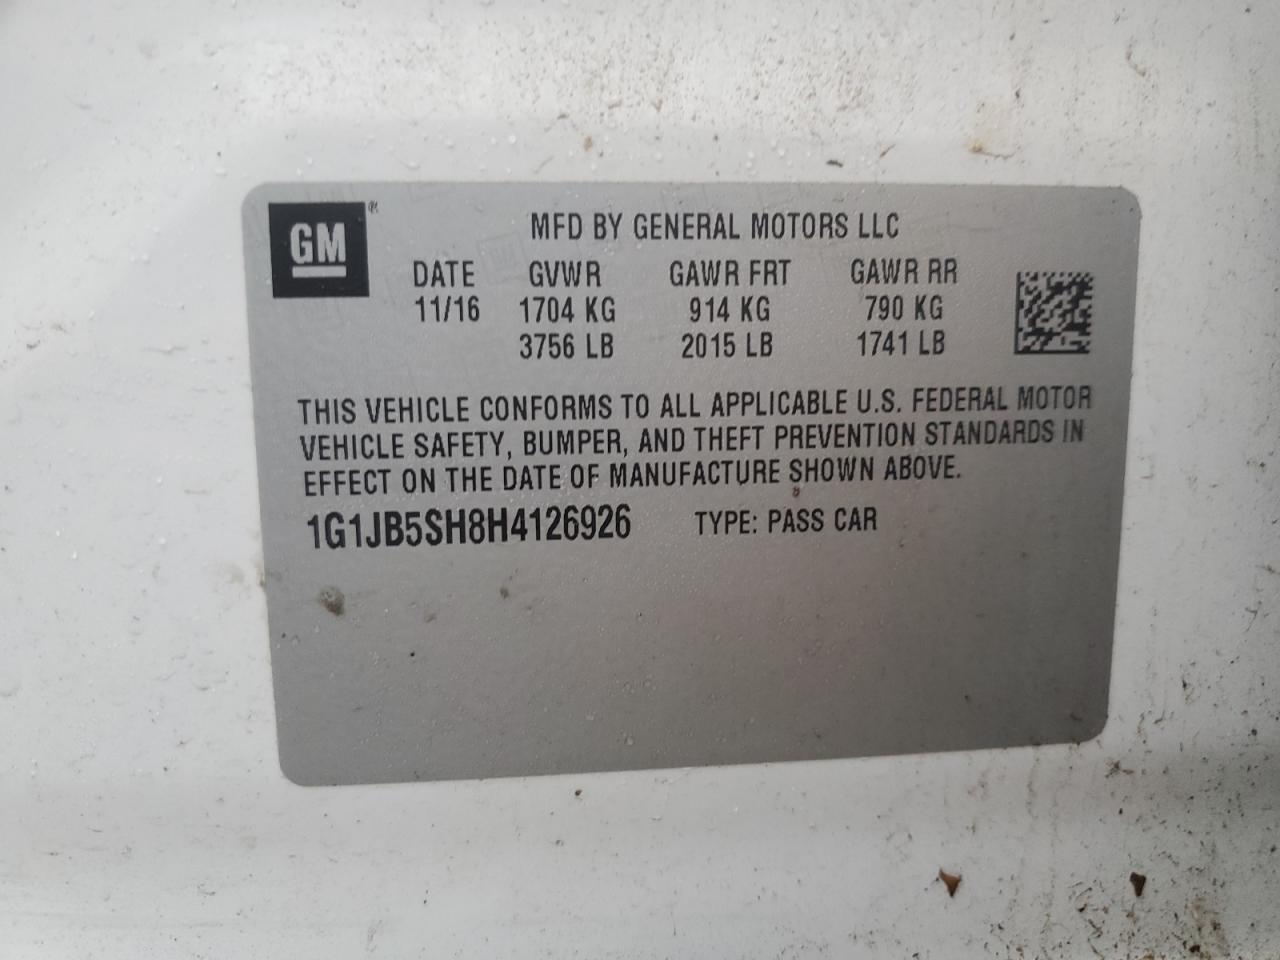 GM®
MFD BY GENERAL MOTORS LLC
DATE GVWR GAWR FRT GAWR RR
11/16 1704 KG 914 KG 790 KG
3756 LB 2015 LB 1741 LB
THIS VEHICLE CONFORMS TO ALL APPLICABLE U.S. FEDERAL MOTOR
VEHICLE SAFETY, BUMPER, AND THEFT PREVENTION STANDARDS IN
EFFECT ON THE DATE OF MANUFACTURE SHOWN ABOVE.
1G1JB5SH8H4126926 TYPE: PASS CAR